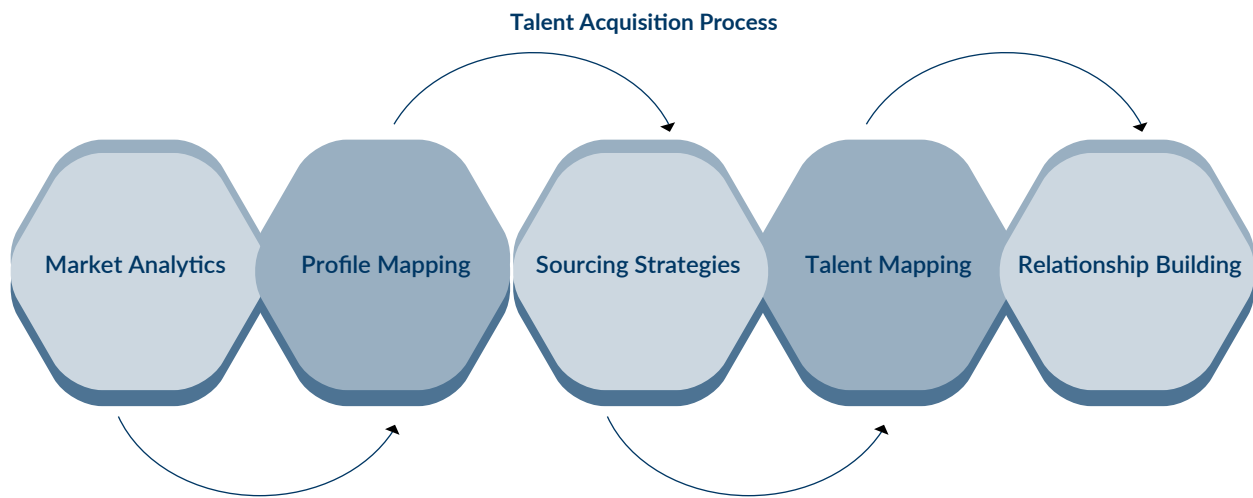 Talent Acquisition Process
Market Analytics
Profile Mapping
Sourcing Strategies
Talent Mapping
Relationship Building